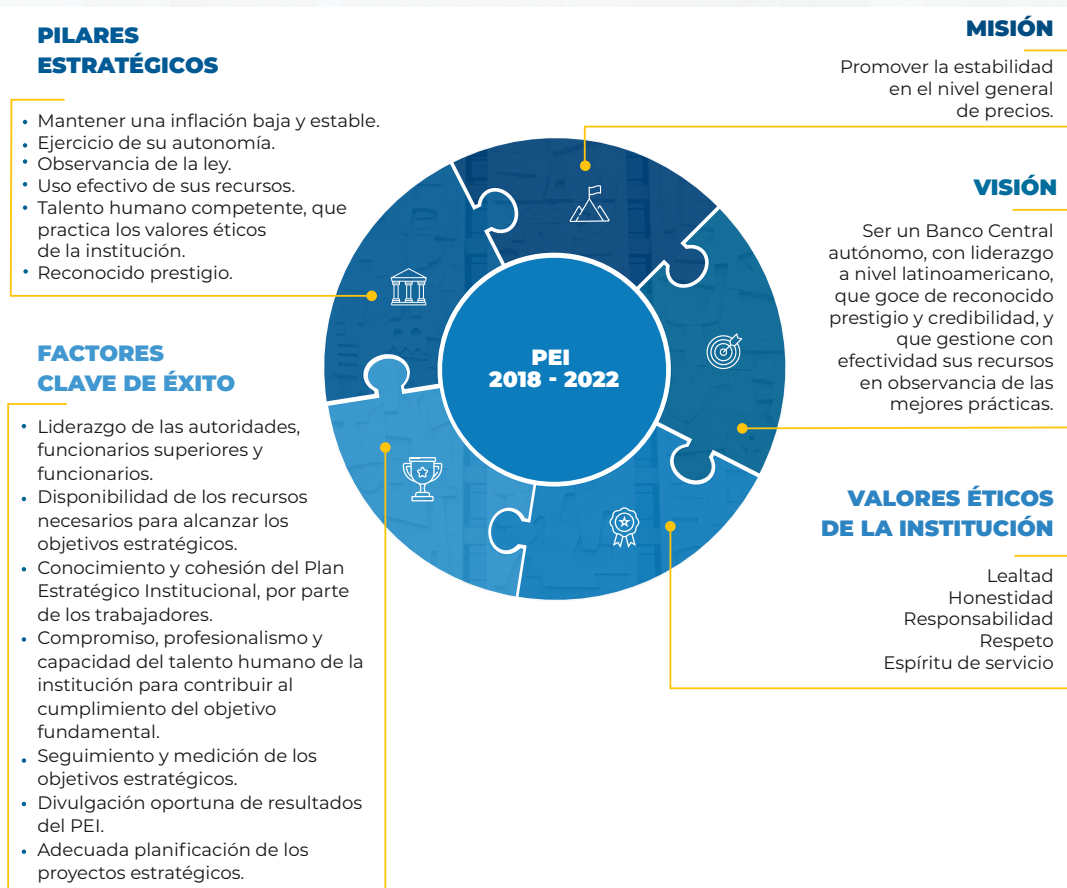 PILARES
ESTRATÉGICOS
• Mantener una inflación baja y estable.
• Ejercicio de su autonomía.
• Observancia de la ley.
• Uso efectivo de sus recursos.
• Talento humano competente, que
practica los valores éticos
de la institución.
• Reconocido prestigio.
FACTORES
CLAVE DE ÉXITO
• Liderazgo de las autoridades,
funcionarios superiores y
funcionarios.
• Disponibilidad de los recursos
necesarios para alcanzar los
objetivos estratégicos.
• Conocimiento y cohesión del Plan
Estratégico Institucional, por parte
de los trabajadores.
• Compromiso, profesionalismo y
capacidad del talento humano de la
institución para contribuir al
cumplimiento del objetivo
fundamental.
• Seguimiento y medición de los
objetivos estratégicos.
• Divulgación oportuna de resultados
del PEI.
• Adecuada planificación de los
proyectos estratégicos.
PEI
2018 - 2022
MISIÓN
Promover la estabilidad
en el nivel general
de precios.
VISIÓN
Ser un Banco Central
autónomo, con liderazgo
a nivel latinoamericano,
que goce de reconocido
prestigio y credibilidad, y
que gestione con
efectividad sus recursos
en observancia de las
mejores prácticas.
VALORES ÉTICOS
DE LA INSTITUCIÓN
Lealtad
Honestidad
Responsabilidad
Respeto
Espíritu de servicio